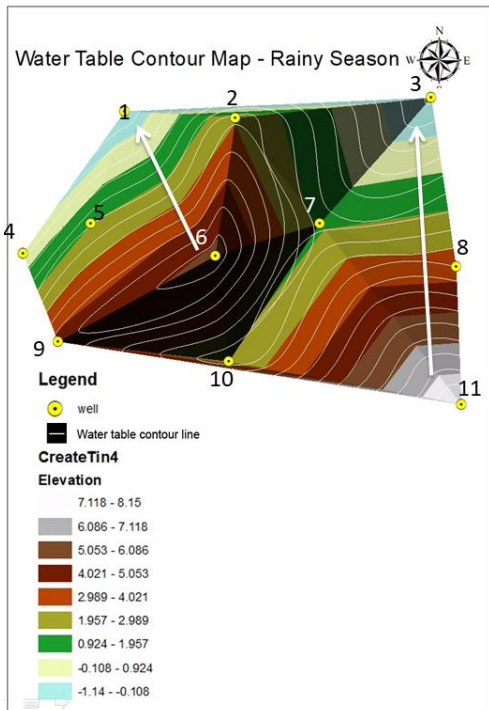 Water Table Contour Map - Rainy Season
N
W
E
1
2
3
4
5
6
7
8
9
10
11
Legend
well
Water table contour line
CreateTin4
Elevation
7.118 - 8.15
6.086 - 7.118
5.053 - 6.086
4.021 - 5.053
2.989 - 4.021
1.957 - 2.989
0.924 - 1.957
-0.108 - 0.924
-1.14 - -0.108